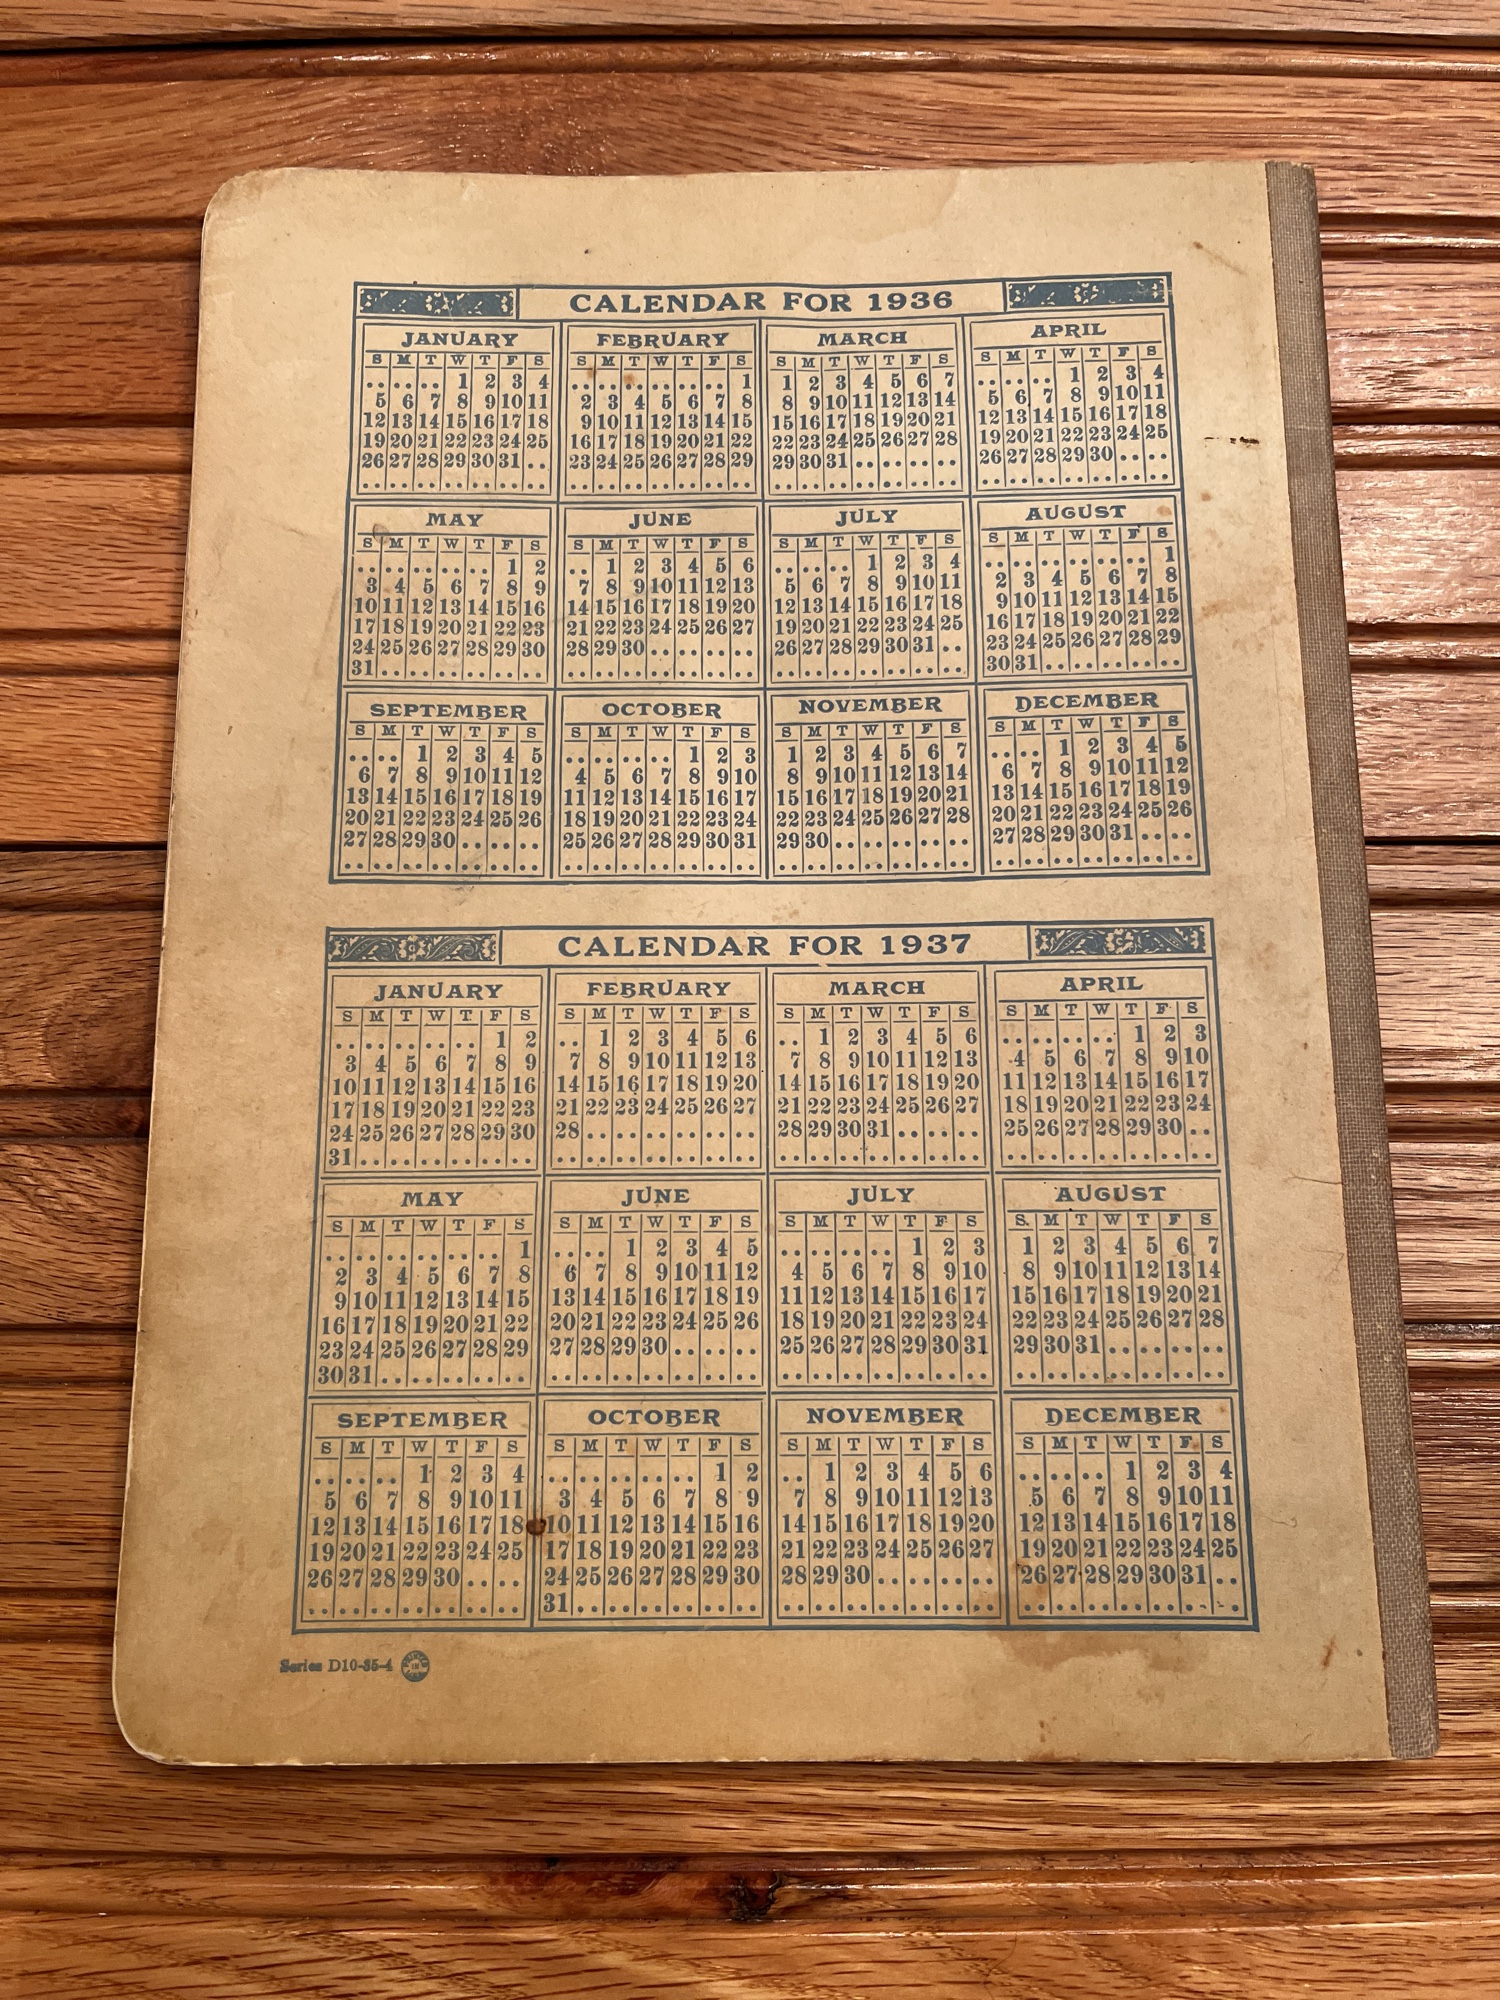 CALENDAR FOR 1936
JANUARY
S M T W T F S
1 2 3 4
5 6 7 8 9 10 11
12 13 14 15 16 17 18
19 20 21 22 23 24 25
26 27 28 29 30 31
FEBRUARY
S M T W T F S
1
2 3 4 5 6 7 8
9 10 11 12 13 14 15
16 17 18 19 20 21 22
23 24 25 26 27 28 29
MARCH
S M T W T F S
1 2 3 4 5 6 7
8 9 10 11 12 13 14
15 16 17 18 19 20 21
22 23 24 25 26 27 28
29 30 31
APRIL
S M T W T F S
1 2 3 4
5 6 7 8 9 10 11
12 13 14 15 16 17 18
19 20 21 22 23 24 25
26 27 28 29 30
MAY
S M T W T F S
1 2
3 4 5 6 7 8 9
10 11 12 13 14 15 16
17 18 19 20 21 22 23
24 25 26 27 28 29 30
31
JUNE
S M T W T F S
1 2 3 4 5 6
7 8 9 10 11 12 13
14 15 16 17 18 19 20
21 22 23 24 25 26 27
28 29 30
JULY
S M T W T F S
1 2 3 4
5 6 7 8 9 10 11
12 13 14 15 16 17 18
19 20 21 22 23 24 25
26 27 28 29 30 31
AUGUST
S M T W T F S
1
2 3 4 5 6 7 8
9 10 11 12 13 14 15
16 17 18 19 20 21 22
23 24 25 26 27 28 29
30 31
SEPTEMBER
S M T W T F S
1 2 3 4 5
6 7 8 9 10 11 12
13 14 15 16 17 18 19
20 21 22 23 24 25 26
27 28 29 30
OCTOBER
S M T W T F S
1 2 3
4 5 6 7 8 9 10
11 12 13 14 15 16 17
18 19 20 21 22 23 24
25 26 27 28 29 30 31
NOVEMBER
S M T W T F S
1 2 3 4 5 6 7
8 9 10 11 12 13 14
15 16 17 18 19 20 21
22 23 24 25 26 27 28
29 30
DECEMBER
S M T W T F S
1 2 3 4 5
6 7 8 9 10 11 12
13 14 15 16 17 18 19
20 21 22 23 24 25 26
27 28 29 30 31
CALENDAR FOR 1937
JANUARY
S M T W T F S
1 2
3 4 5 6 7 8 9
10 11 12 13 14 15 16
17 18 19 20 21 22 23
24 25 26 27 28 29 30
31
FEBRUARY
S M T W T F S
1 2 3 4 5 6
7 8 9 10 11 12 13
14 15 16 17 18 19 20
21 22 23 24 25 26 27
28
MARCH
S M T W T F S
1 2 3 4 5 6
7 8 9 10 11 12 13
14 15 16 17 18 19 20
21 22 23 24 25 26 27
28 29 30 31
APRIL
S M T W T F S
1 2 3
4 5 6 7 8 9 10
11 12 13 14 15 16 17
18 19 20 21 22 23 24
25 26 27 28 29 30
MAY
S M T W T F S
1
2 3 4 5 6 7 8
9 10 11 12 13 14 15
16 17 18 19 20 21 22
23 24 25 26 27 28 29
30 31
JUNE
S M T W T F S
1 2 3 4 5
6 7 8 9 10 11 12
13 14 15 16 17 18 19
20 21 22 23 24 25 26
27 28 29 30
JULY
S M T W T F S
1 2 3
4 5 6 7 8 9 10
11 12 13 14 15 16 17
18 19 20 21 22 23 24
25 26 27 28 29 30 31
AUGUST
S M T W T F S
1 2 3 4 5 6 7
8 9 10 11 12 13 14
15 16 17 18 19 20 21
22 23 24 25 26 27 28
29 30 31
SEPTEMBER
S M T W T F S
1 2 3 4
5 6 7 8 9 10 11
12 13 14 15 16 17 18
19 20 21 22 23 24 25
26 27 28 29 30
OCTOBER
S M T W T F S
1 2
3 4 5 6 7 8 9
10 11 12 13 14 15 16
17 18 19 20 21 22 23
24 25 26 27 28 29 30
31
NOVEMBER
S M T W T F S
1 2 3 4 5 6
7 8 9 10 11 12 13
14 15 16 17 18 19 20
21 22 23 24 25 26 27
28 29 30
DECEMBER
S M T W T F S
1 2 3 4
5 6 7 8 9 10 11
12 13 14 15 16 17 18
19 20 21 22 23 24 25
26 27 28 29 30 31
Series D10-35-4